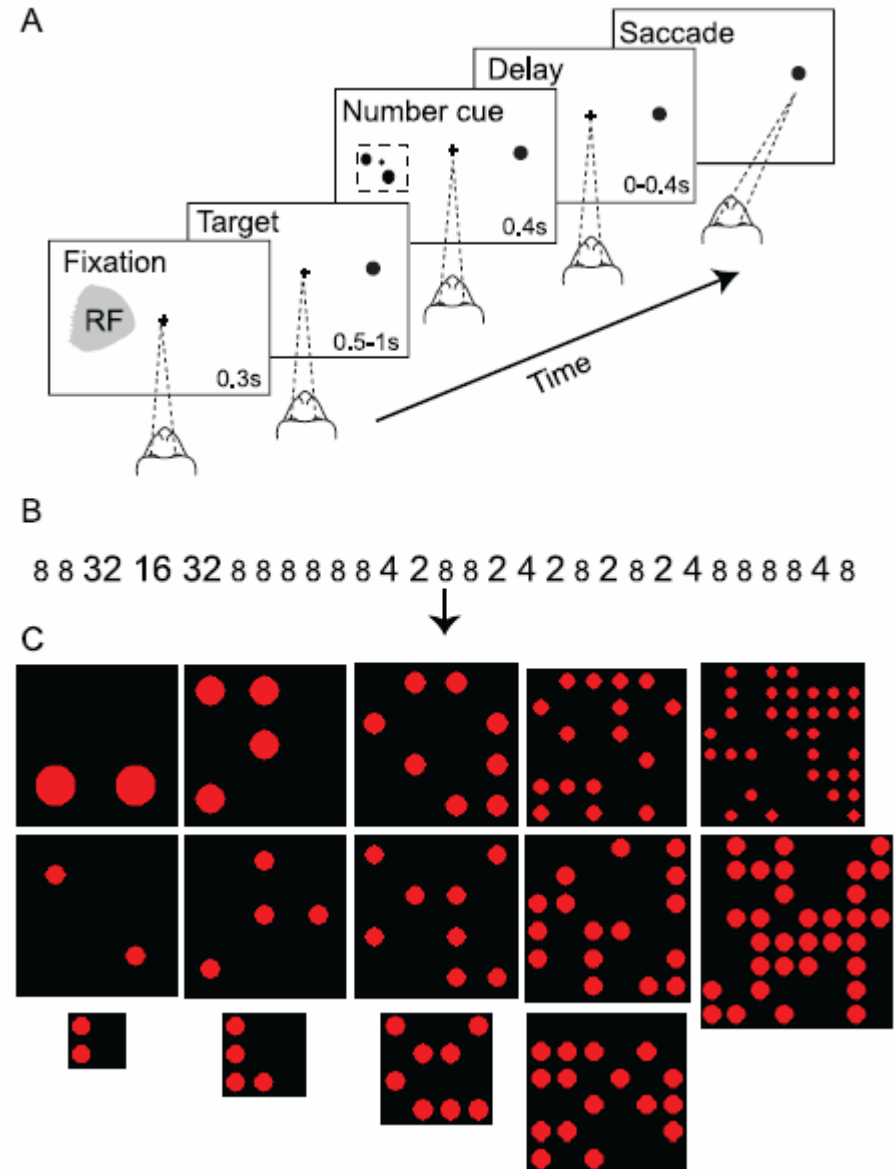 A
Saccade
Delay
Number cue
0-0.4s
Target
0.4s
Fixation
RF
0.5-1s
0.3s
Time
B
8 8 32 16 32 8 8 8 8 8 8 4 2 8 8 2 4 2 8 2 8 2 4 8 8 8 8 4 8
C